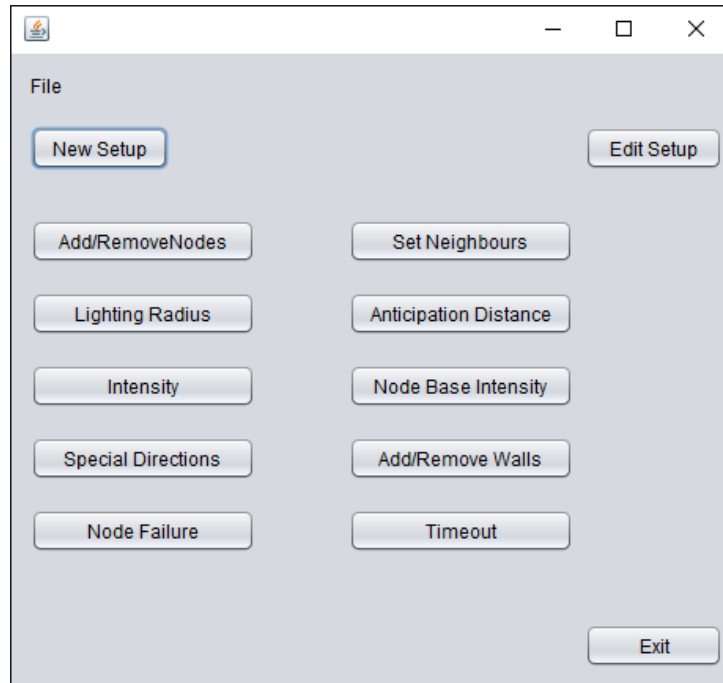 File
New Setup
Edit Setup
Add/RemoveNodes
Set Neighbours
Lighting Radius
Anticipation Distance
Intensity
Node Base Intensity
Special Directions
Add/Remove Walls
Node Failure
Timeout
Exit